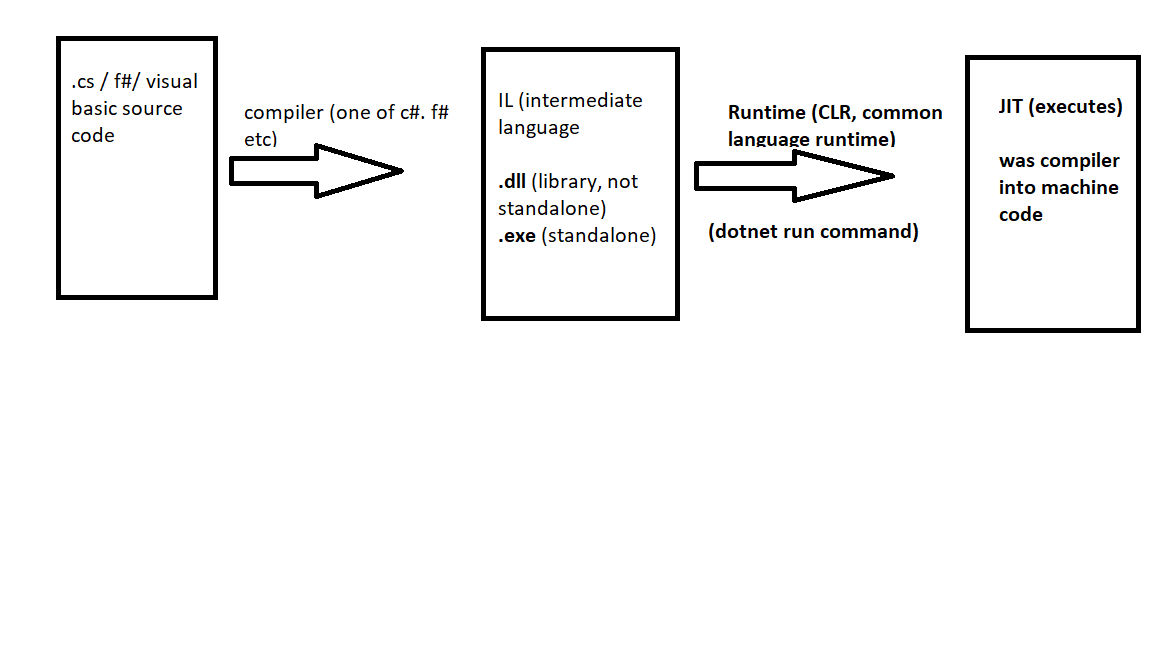 .cs / f#/ visual
basic source
code
compiler (one of c#. f#
etc)
IL (intermediate
language
.dll (library, not
standalone)
.exe (standalone)
Runtime (CLR, common
language runtime)
(dotnet run command)
JIT (executes)
was compiler
into machine
code